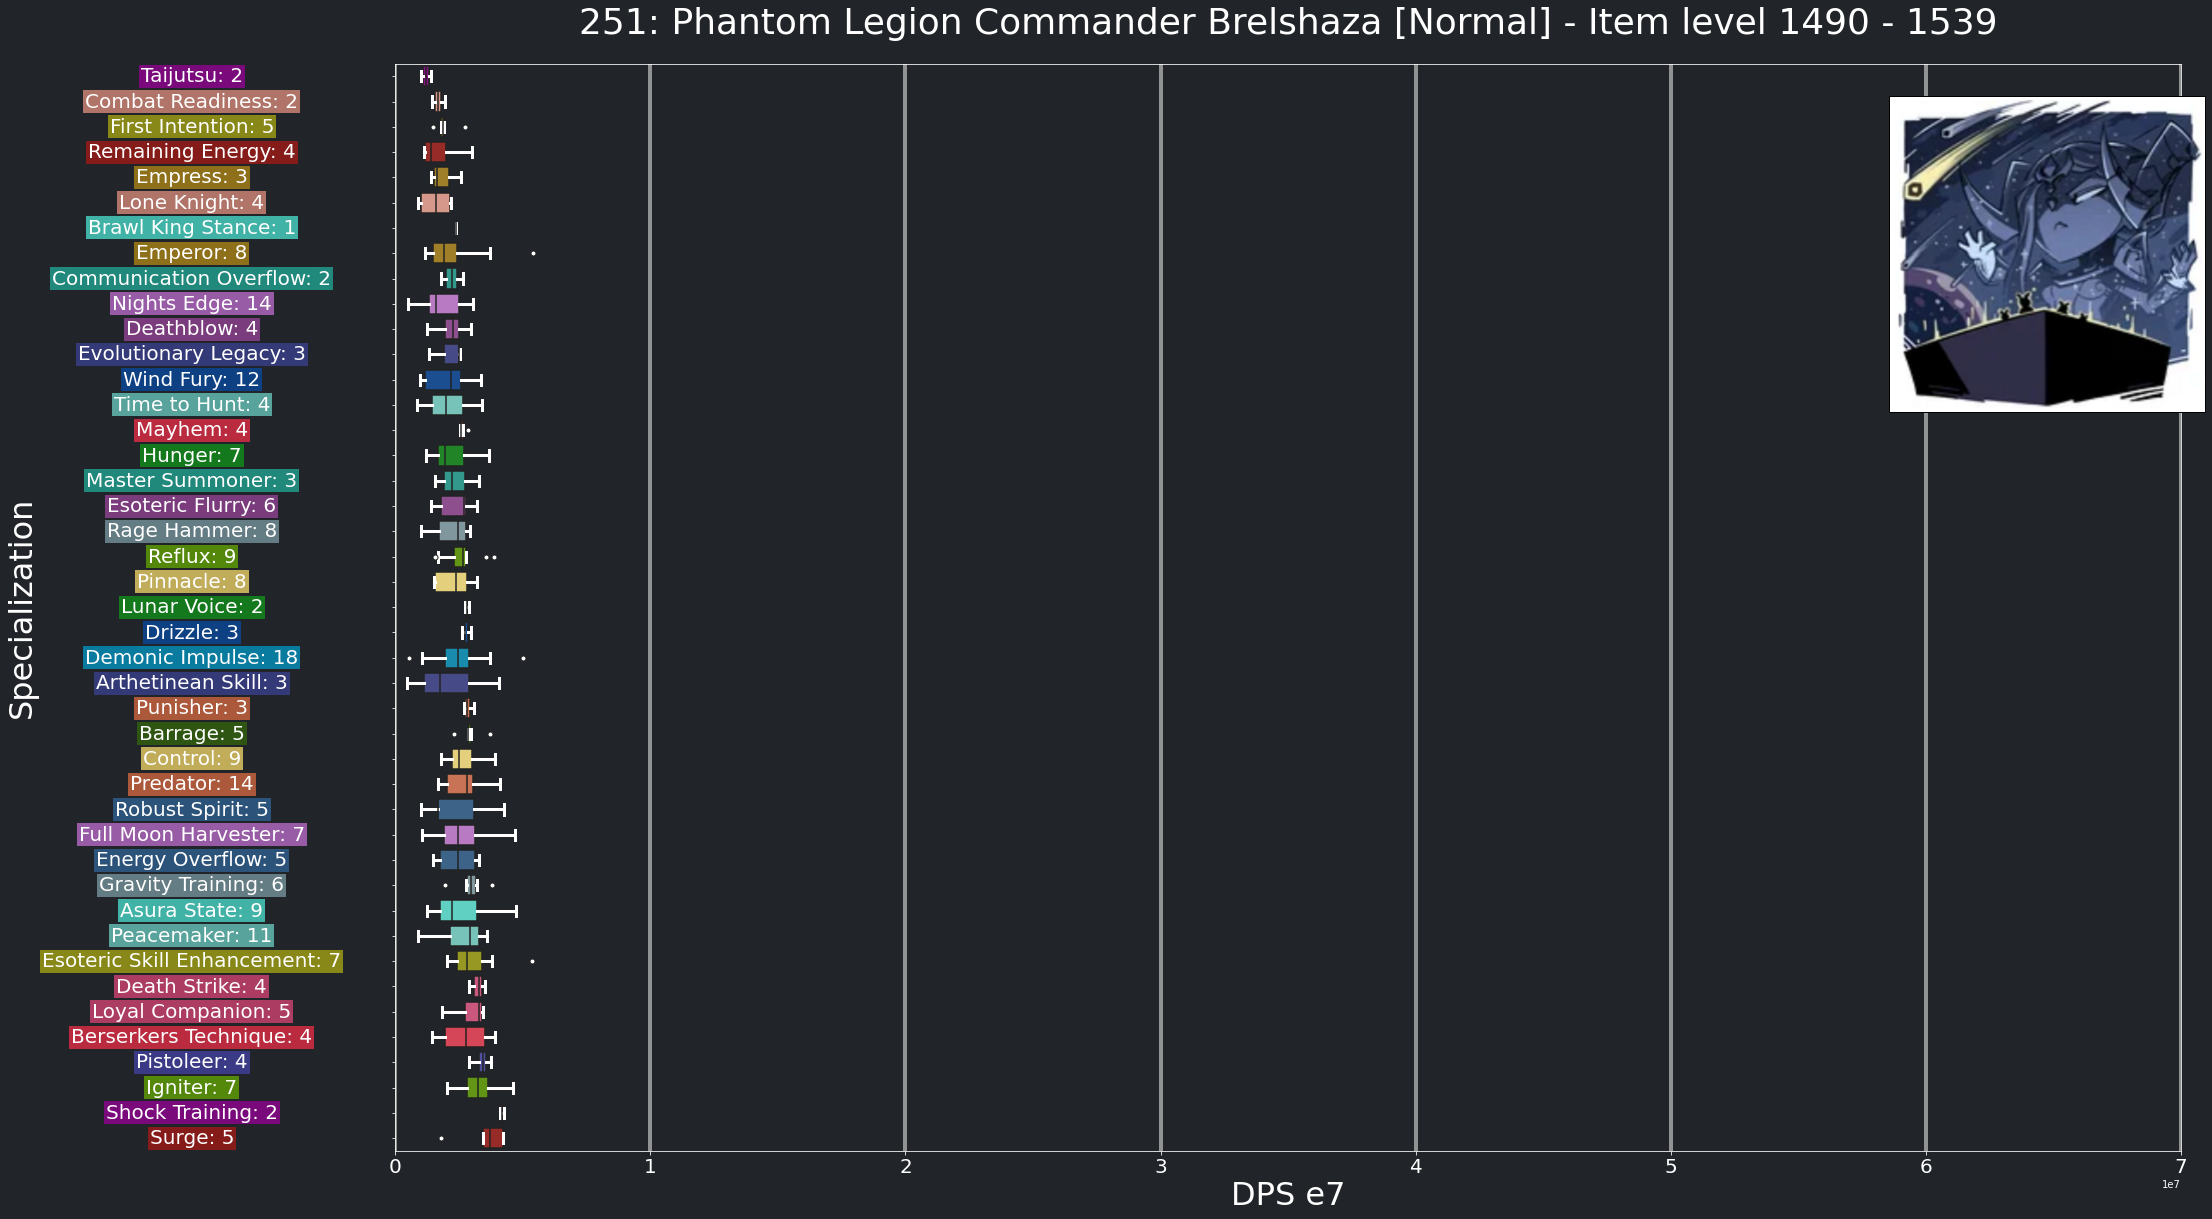 251: Phantom Legion Commander Brelshaza [Normal] - Item level 1490 - 1539
Specialization
Taijutsu: 2
Combat Readiness: 2
First Intention: 5
Remaining Energy: 4
Empress: 3
Lone Knight: 4
Brawl King Stance: 1
Emperor: 8
Communication Overflow: 2
Nights Edge: 14
Deathblow: 4
Evolutionary Legacy: 3
Wind Fury: 12
Time to Hunt: 4
Mayhem: 4
Hunger: 7
Master Summoner: 3
Esoteric Flurry: 6
Rage Hammer: 8
Reflux: 9
Pinnacle: 8
Lunar Voice: 2
Drizzle: 3
Demonic Impulse: 18
Arthetinean Skill: 3
Punisher: 3
Barrage: 5
Control: 9
Predator: 14
Robust Spirit: 5
Full Moon Harvester: 7
Energy Overflow: 5
Gravity Training: 6
Asura State: 9
Peacemaker: 11
Esoteric Skill Enhancement: 7
Death Strike: 4
Loyal Companion: 5
Berserkers Technique: 4
Pistoleer: 4
Igniter: 7
Shock Training: 2
Surge: 5
0 1 2 3 4 5 6 7
1e7
DPS e7